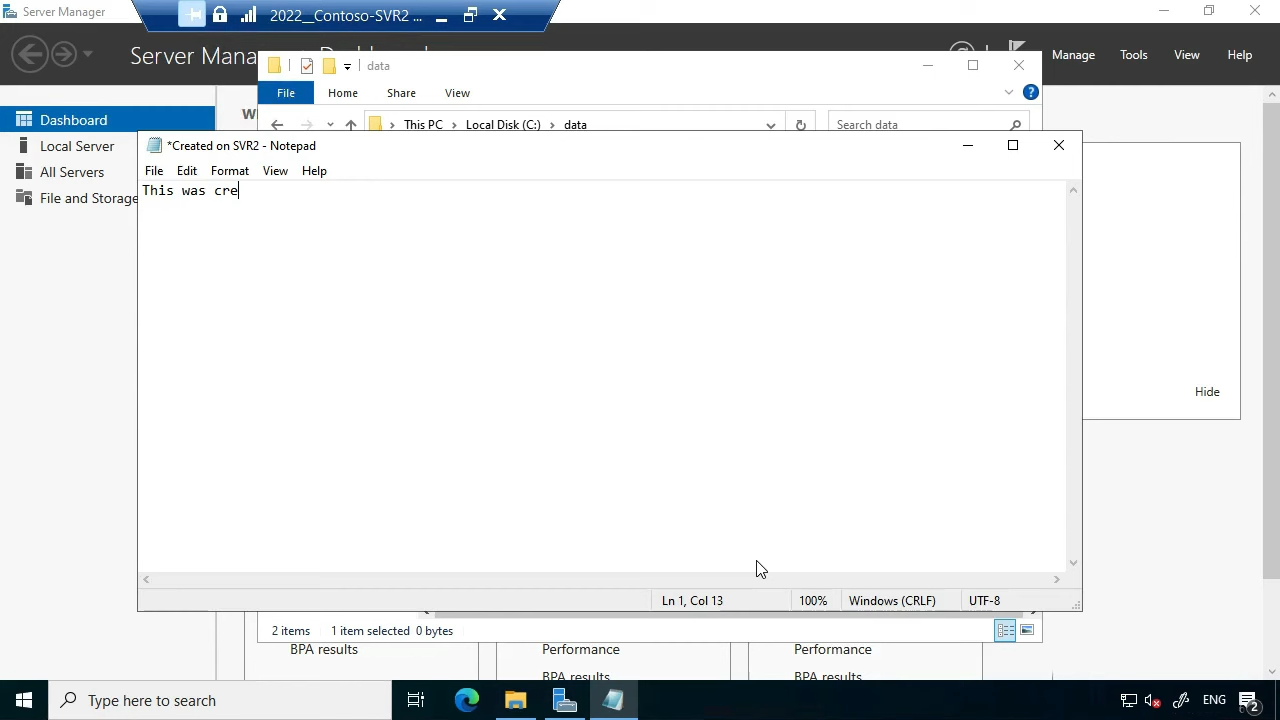 Server Manager
2022__Contoso-SVR2 ...
Server Mana
Manage
Tools
View
Help
data
File
Home
Share
View
Dashboard
Local Server
All Servers
File and Storage
This PC
Local Disk (C:)
data
Search data
*Created on SVR2 - Notepad
File
Edit
Format
View
Help
This was cre
Hide
Ln 1, Col 13
100%
Windows (CRLF)
UTF-8
2 items
1 item selected
0 bytes
BPA results
Performance
BPA results
Performance
BPA results
Type here to search
ENG
2